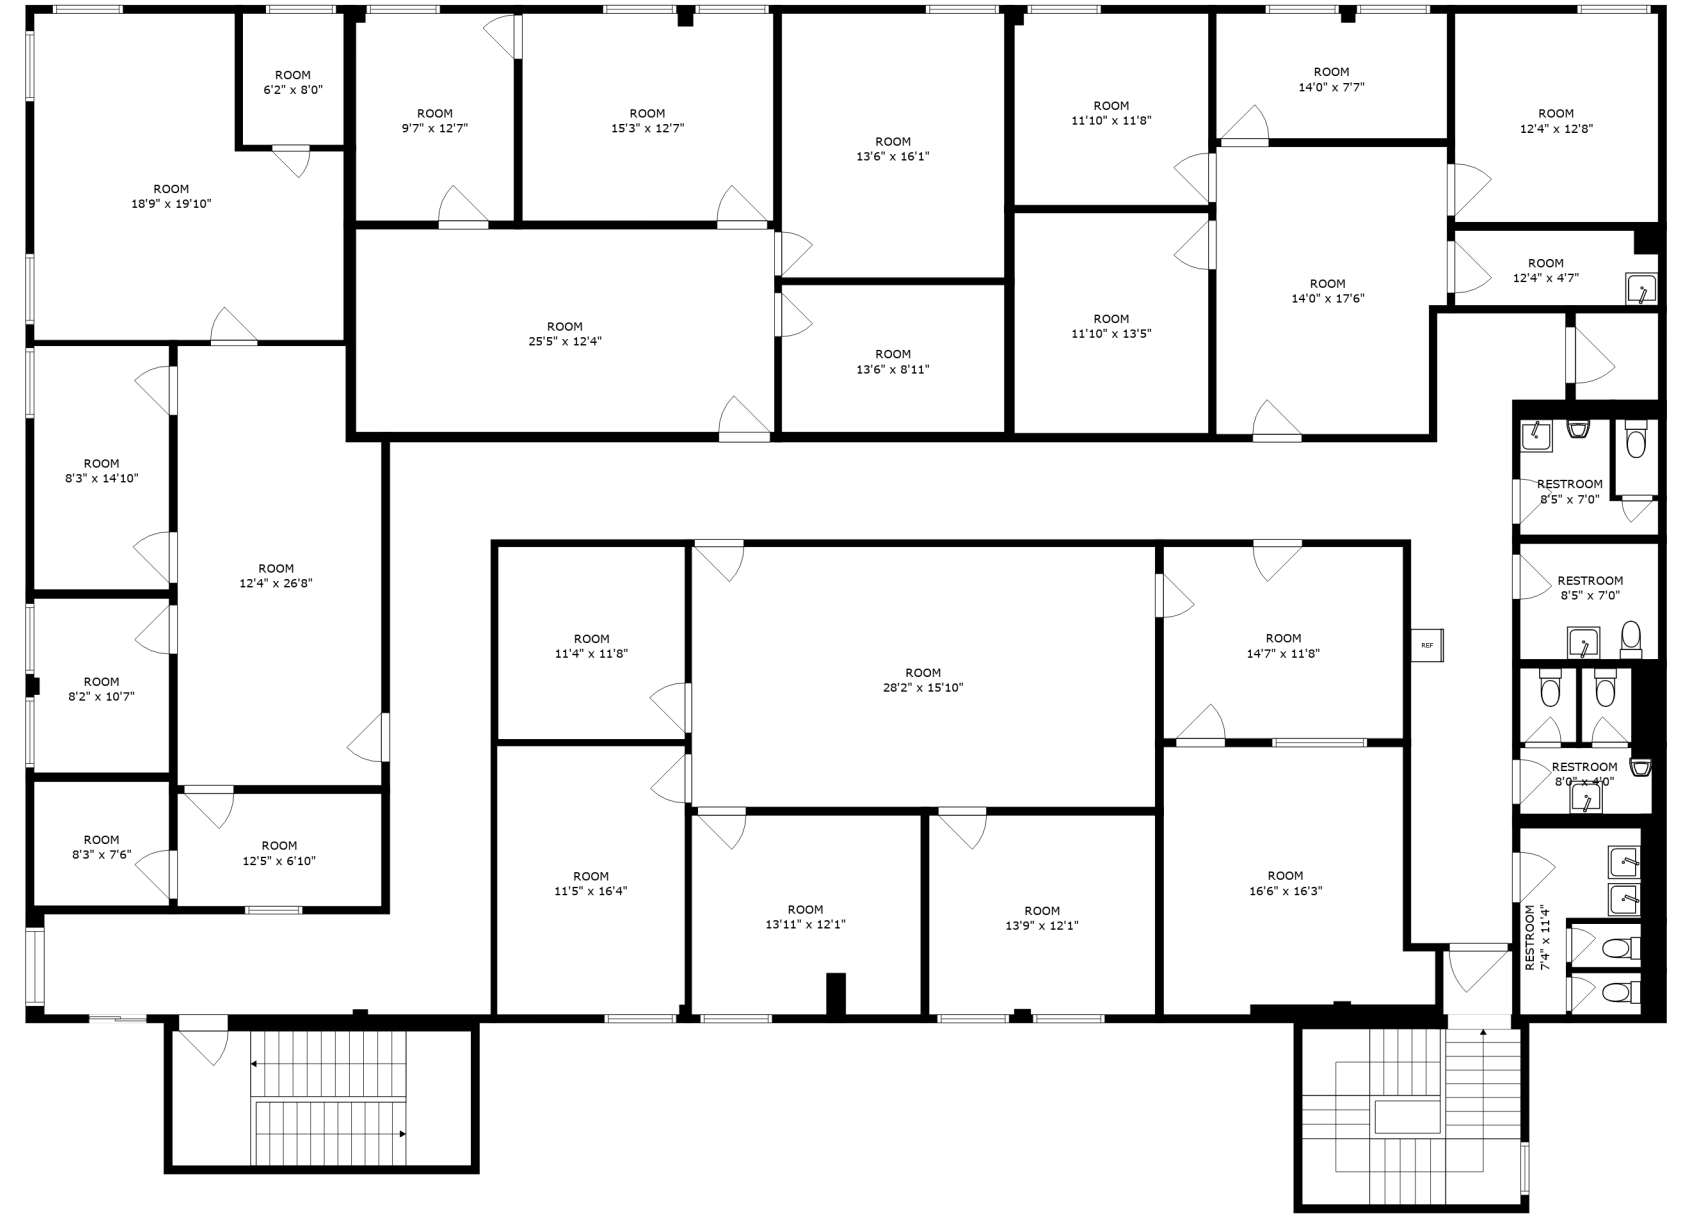 ROOM
6'2" x 8'0"
ROOM
18'9" x 19'10"
ROOM
9'7" x 12'7"
ROOM
15'3" x 12'7"
ROOM
13'6" x 16'1"
ROOM
11'10" x 11'8"
ROOM
14'0" x 7'7"
ROOM
12'4" x 12'8"
ROOM
12'4" x 4'7"
ROOM
14'0" x 17'6"
ROOM
11'10" x 13'5"
ROOM
25'5" x 12'4"
ROOM
13'6" x 8'11"
ROOM
8'3" x 14'10"
ROOM
12'4" x 26'8"
ROOM
8'2" x 10'7"
ROOM
8'3" x 7'6"
ROOM
12'5" x 6'10"
ROOM
11'4" x 11'8"
ROOM
28'2" x 15'10"
ROOM
14'7" x 11'8"
REF
RESTROOM
8'5" x 7'0"
RESTROOM
8'5" x 7'0"
RESTROOM
8'0" x 4'0"
RESTROOM
7'4" x 11'4"
ROOM
11'5" x 16'4"
ROOM
13'11" x 12'1"
ROOM
13'9" x 12'1"
ROOM
16'6" x 16'3"